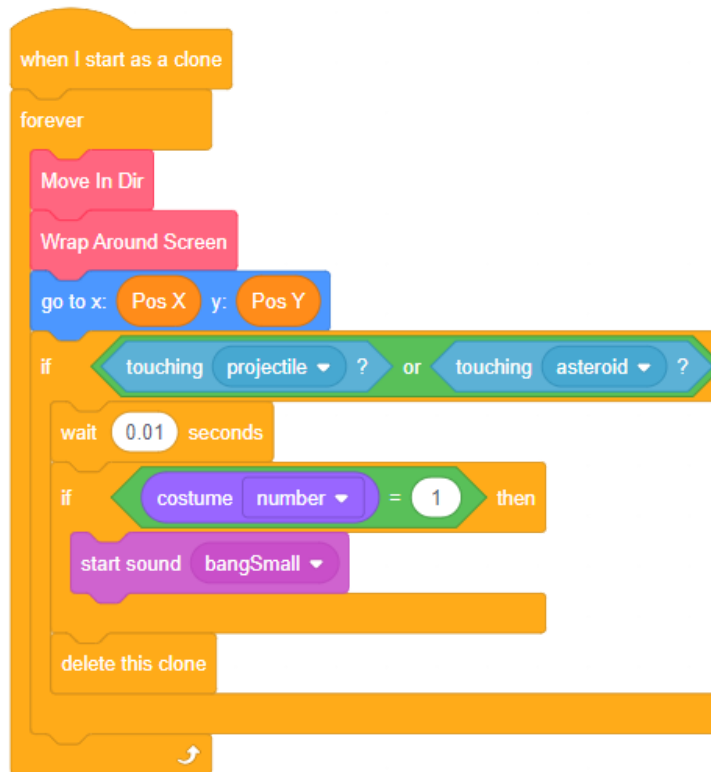 when I start as a clone
forever
Move In Dir
Wrap Around Screen
go to x: Pos X y: Pos Y
if touching projectile ? or touching asteroid ?
wait 0.01 seconds
if costume number = 1 then
start sound bangSmall
delete this clone